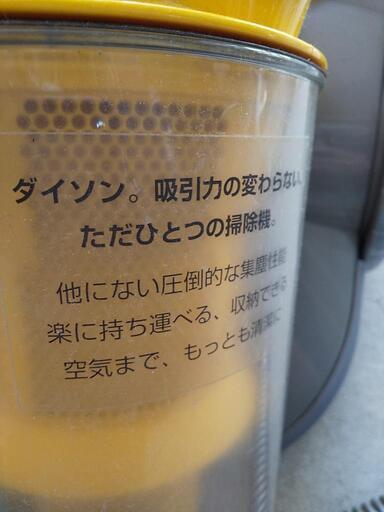 ダイソン。吸引力の変わらない、
ただひとつの掃除機。
他にない圧倒的な集塵性能
楽に持ち運べる、収納できる
空気まで、もっとも清潔に